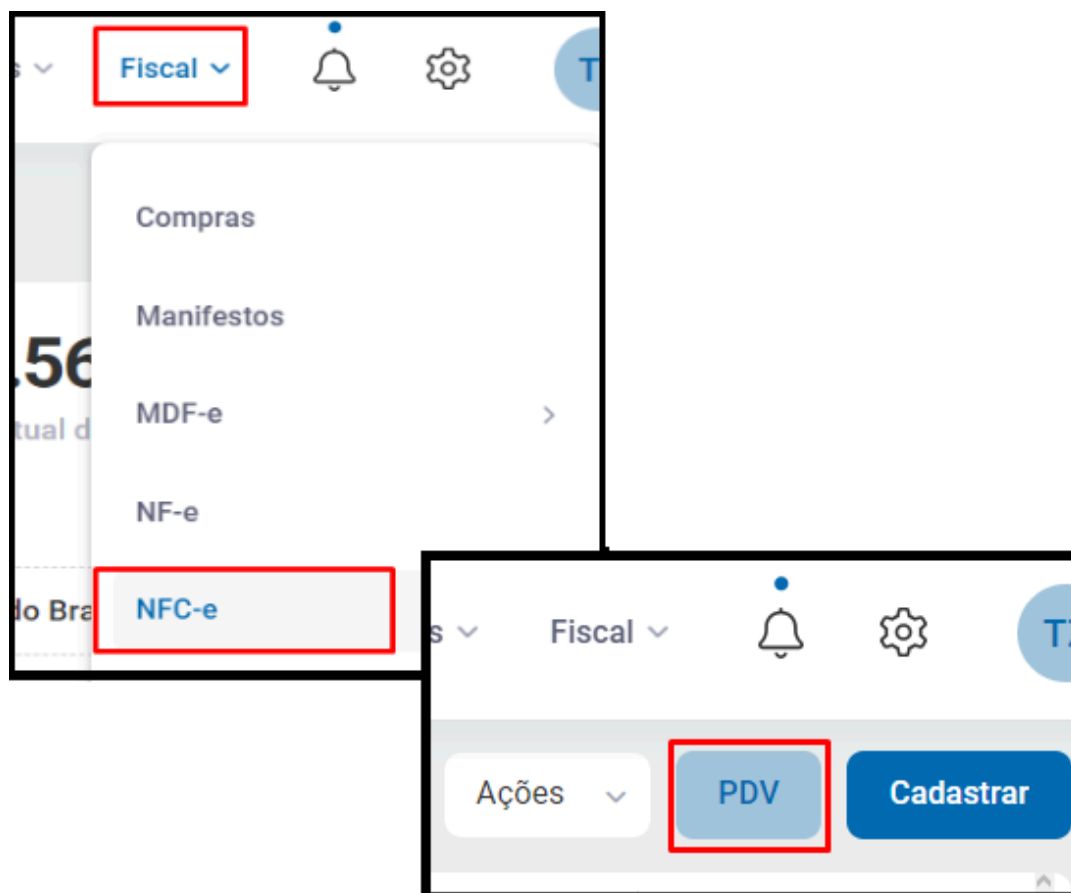 s Fiscal T
Compras
Manifestos
.56
MDF-e
tual d
NF-e
do Bra NFC-e
s Fiscal T
Ações PDV Cadastrar